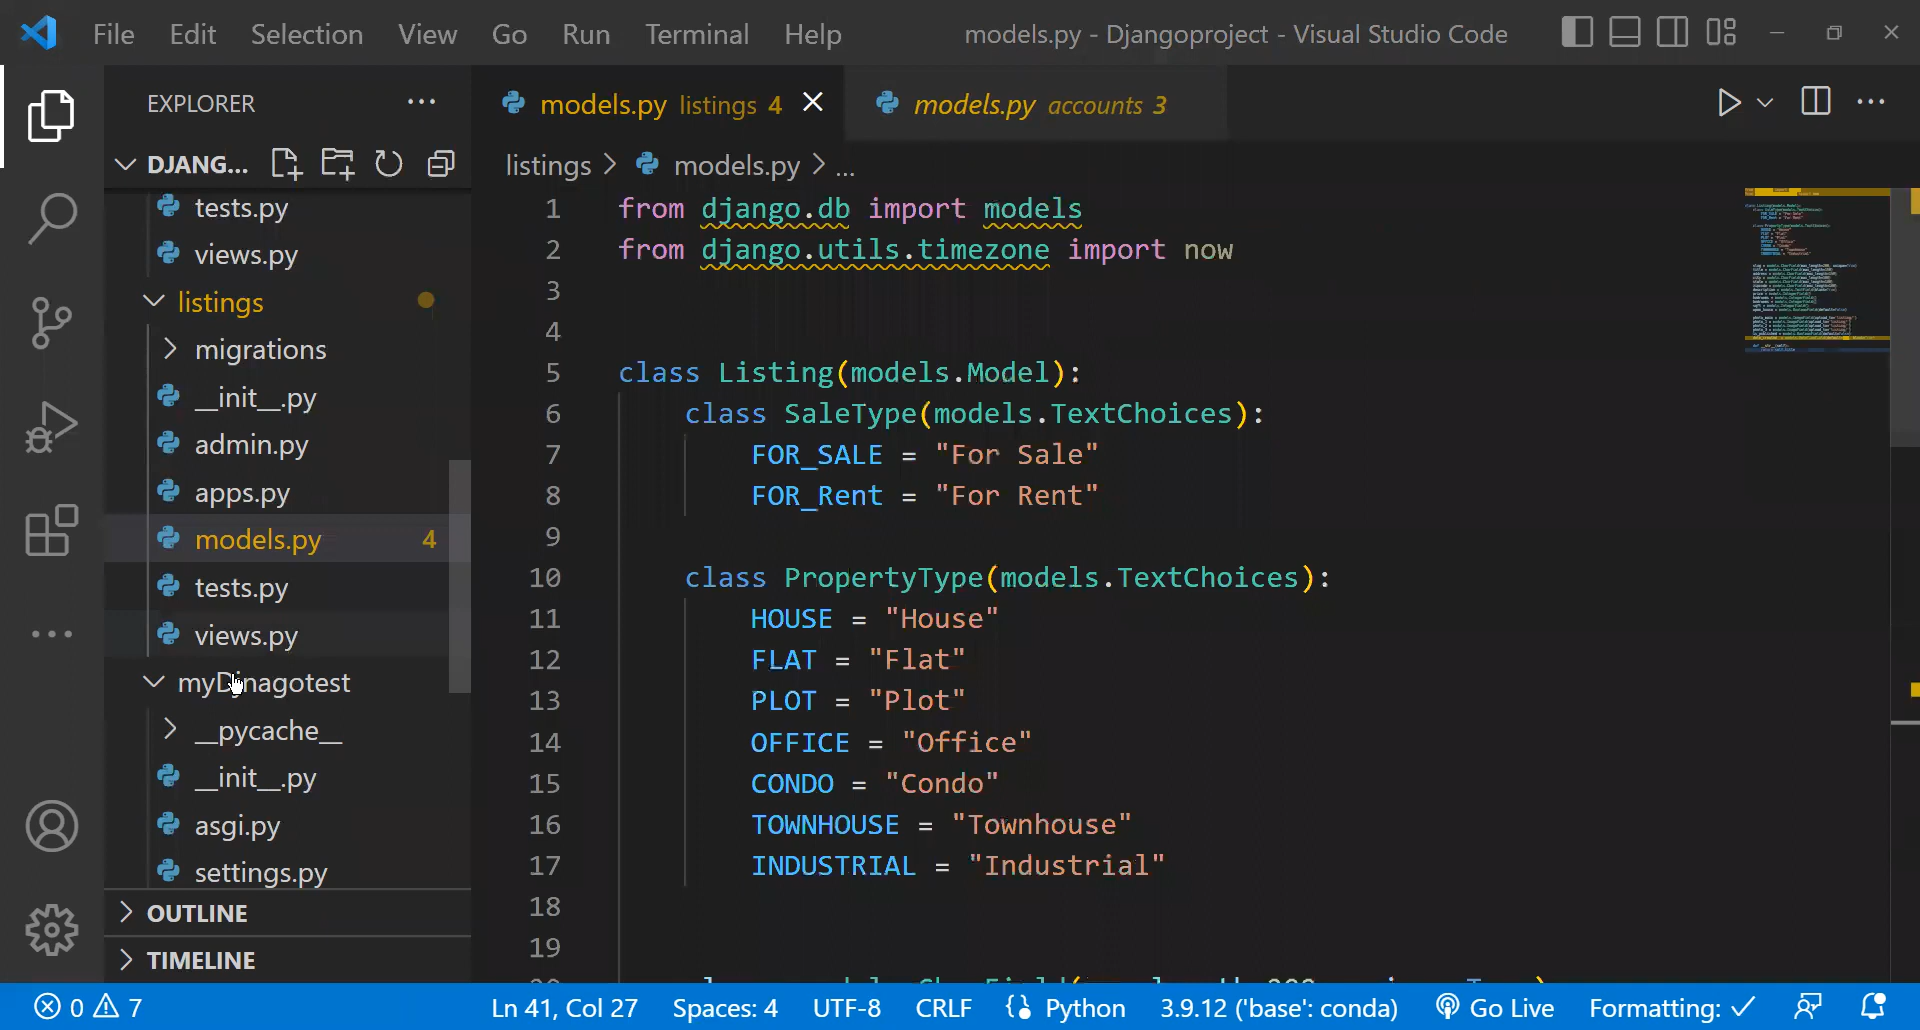 File Edit Selection View Go Run Terminal Help models.py - Djangoproject - Visual Studio Code
EXPLORER ...
DJANG...
tests.py
views.py
listings
migrations
__init__.py
admin.py
apps.py
models.py 4
tests.py
views.py
myDjnagotest
__pycache__
__init__.py
asgi.py
settings.py
OUTLINE
TIMELINE
models.py listings 4
models.py accounts 3
listings > models.py > ...
1 from django.db import models
2 from django.utils.timezone import now
3
4
5 class Listing(models.Model):
6 class SaleType(models.TextChoices):
7 FOR_SALE = "For Sale"
8 FOR_Rent = "For Rent"
9
10 class PropertyType(models.TextChoices):
11 HOUSE = "House"
12 FLAT = "Flat"
13 PLOT = "Plot"
14 OFFICE = "Office"
15 CONDO = "Condo"
16 TOWNHOUSE = "Townhouse"
17 INDUSTRIAL = "Industrial"
18
19
0 7 Ln 41, Col 27 Spaces: 4 UTF-8 CRLF Python 3.9.12 ('base': conda) Go Live Formatting: ✓